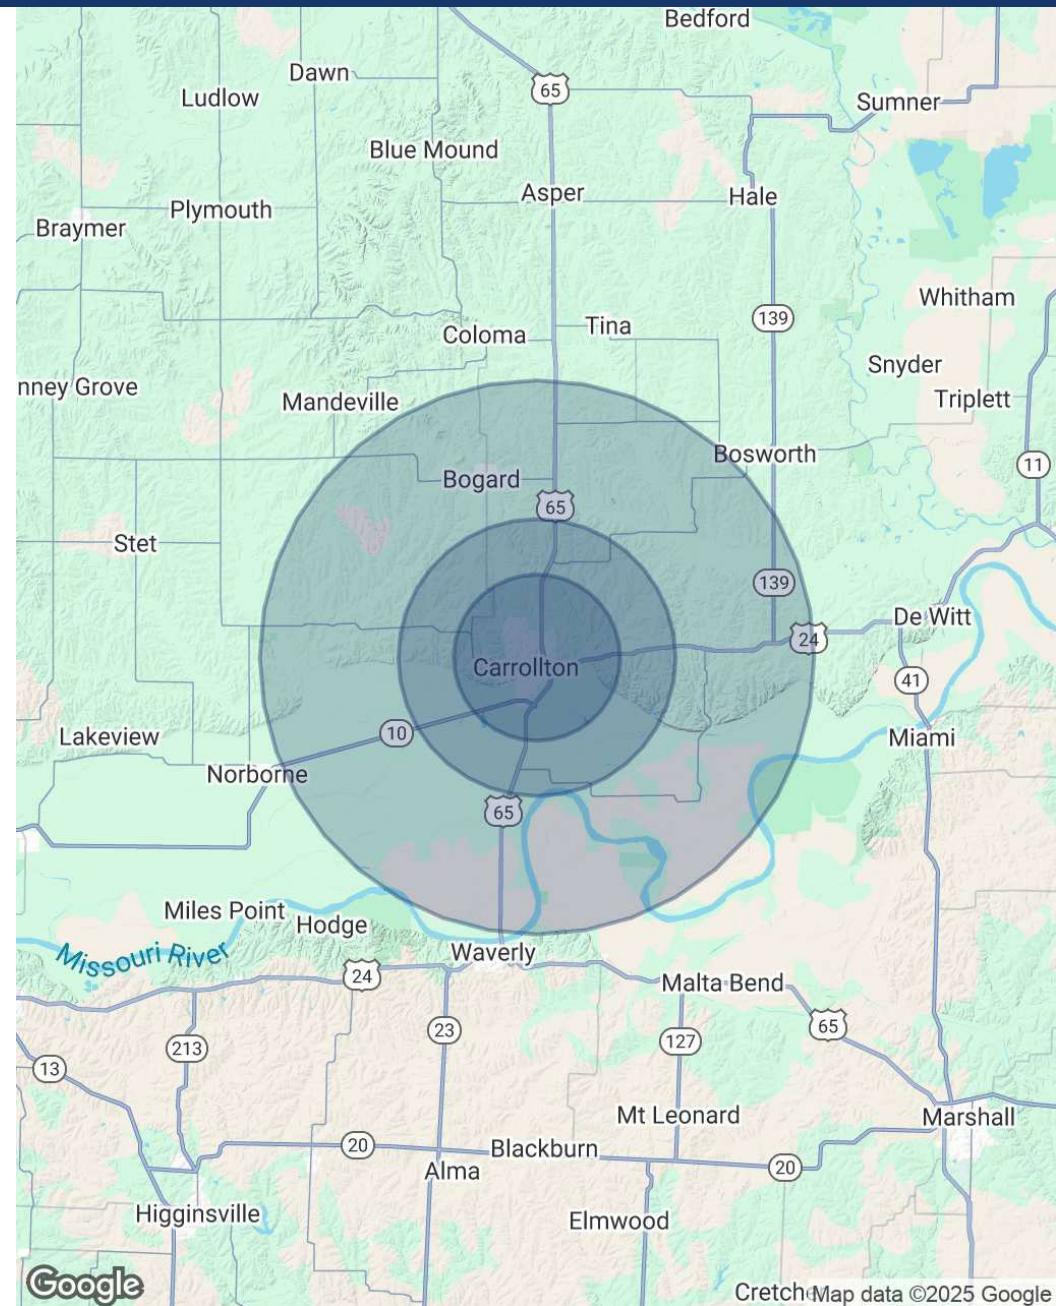 Bedford
Dawn
65
Ludlow
Sumner
Blue Mound
Asper
Hale
Plymouth
Braymer
Whitham
139
Tina
Coloma
Snyder
nney Grove
Mandeville
Triplett
Bosworth
11
Bogard
65
Stet
139
De Witt
24
Carrollton
41
10
Lakeview
Miami
Norborne
65
Miles Point
Hodge
Missouri River
Waverly
24
Malta Bend
65
23
127
213
13
Mt Leonard
Marshall
20
Blackburn
Alma
20
Higginsville
Elmwood
Google
Cretche
Map data ©2025 Google